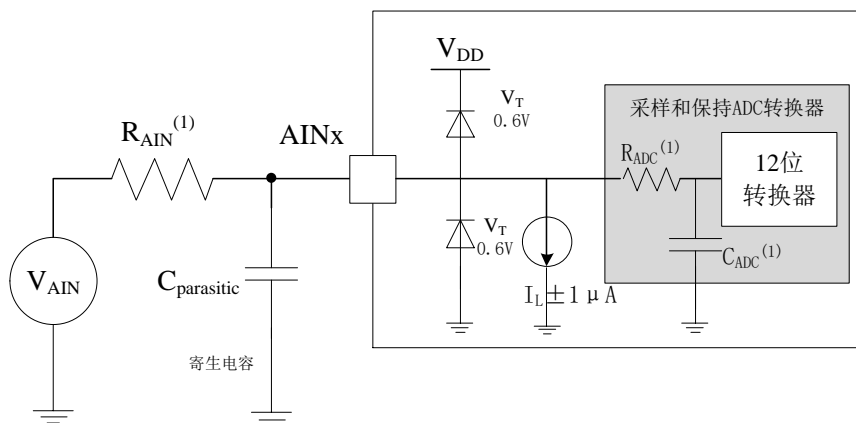 V_DD
V_T
0.6V
采样和保持ADC转换器
R_AIN^(1)
AINx
R_ADC^(1)
12位
转换器
V_T
0.6V
V_AIN
C_parasitic
C_ADC^(1)
I_L±1μA
寄生电容